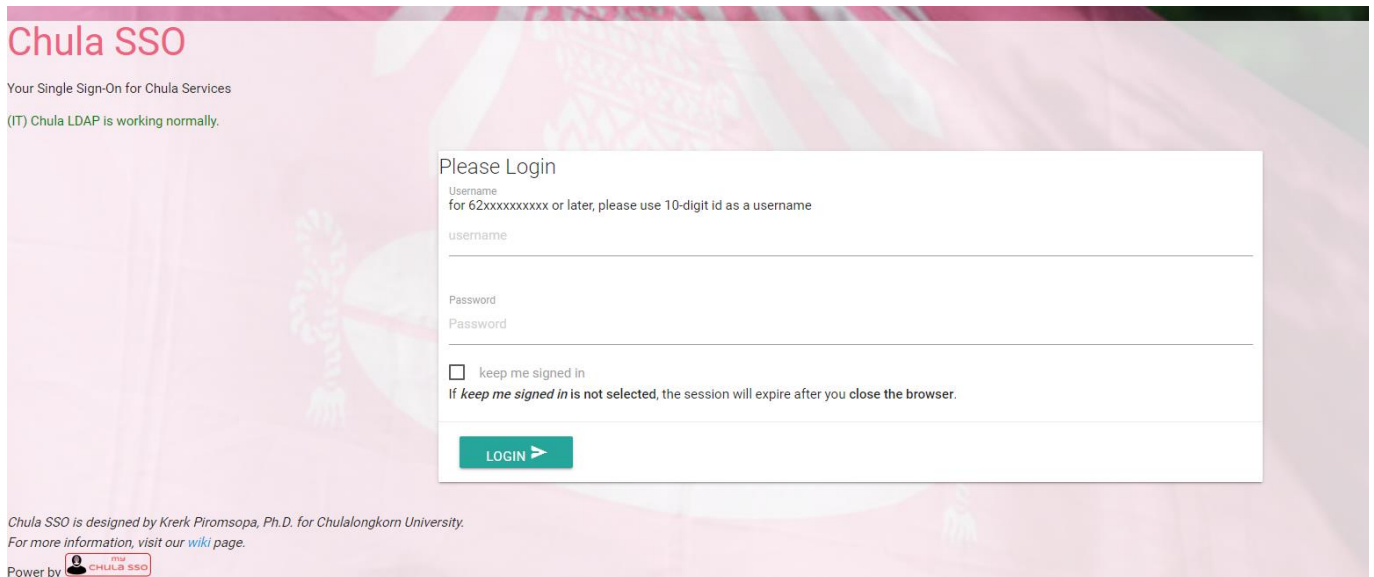 Chula SSO
Your Single Sign-On for Chula Services
(IT) Chula LDAP is working normally.
Please Login
Username
for 62xxxxxxxxxx or later, please use 10-digit id as a username
username
Password
Password
keep me signed in
If keep me signed in is not selected, the session will expire after you close the browser.
LOGIN
Chula SSO is designed by Krerk Piromsopa, Ph.D. for Chulalongkorn University.
For more information, visit our wiki page.
Power by my CHULA SSO